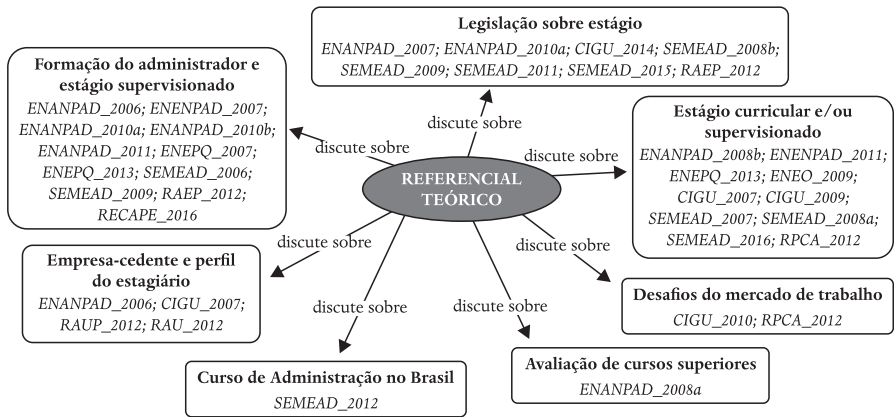 Legislação sobre estágio
ENANPAD_2007; ENANPAD_2010a; CIGU_2014; SEMEAD_2008b;
SEMEAD_2009; SEMEAD_2011; SEMEAD_2015; RAEP_2012
Formação do administrador e
estágio supervisionado
ENANPAD_2006; ENENPAD_2007;
ENANPAD_2010a; ENANPAD_2010b;
ENANPAD_2011; ENEPQ_2007;
ENEPQ_2013; SEMEAD_2006;
SEMEAD_2009; RAEP_2012;
RECAPE_2016
Estágio curricular e/ou
supervisionado
ENANPAD_2008b; ENENPAD_2011;
ENEPQ_2013; ENEO_2009;
CIGU_2007; CIGU_2009;
SEMEAD_2007; SEMEAD_2008a;
SEMEAD_2016; RPCA_2012
discute sobre
discute sobre
discute sobre
REFERENCIAL
TEÓRICO
discute sobre
discute sobre
discute sobre
discute sobre
Empresa-cedente e perfil
do estagiário
ENANPAD_2006; CIGU_2007;
RAUP_2012; RAU_2012
Desafios do mercado de trabalho
CIGU_2010; RPCA_2012
Curso de Administração no Brasil
SEMEAD_2012
Avaliação de cursos superiores
ENANPAD_2008a